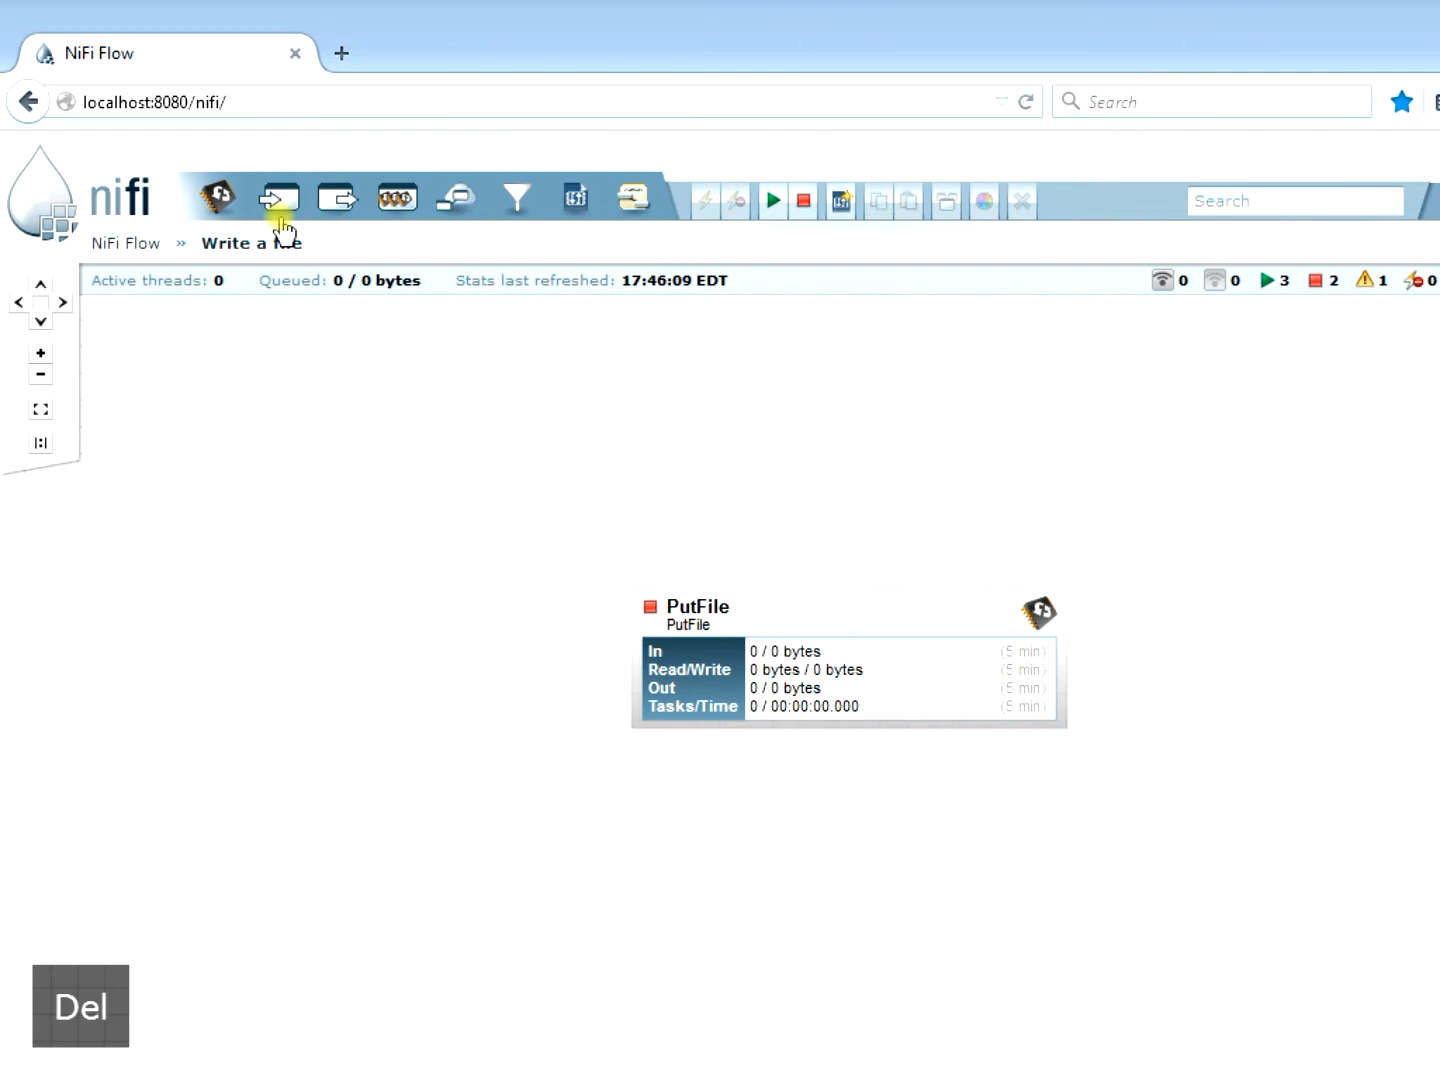 NiFi Flow
localhost:8080/nifi/
Search
nifi
Search
NiFi Flow » Write a file
Active threads: 0 Queued: 0 / 0 bytes Stats last refreshed: 17:46:09 EDT 0 0 3 2 1 0
PutFile
PutFile
In 0 / 0 bytes (5 min)
Read/Write 0 bytes / 0 bytes (5 min)
Out 0 / 0 bytes (5 min)
Tasks/Time 0 / 00:00:00.000 (5 min)
Del